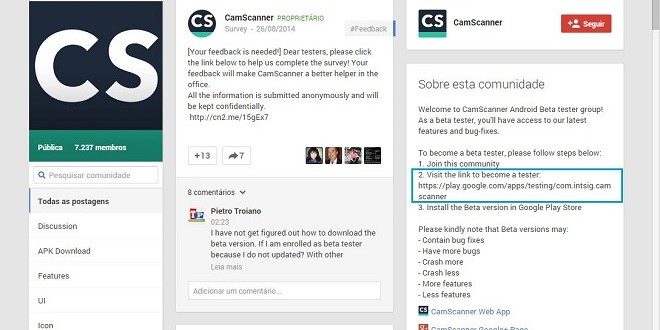 CS
Pública 7.237 membros
Pesquisar comunidade
Todas as postagens
Discussion
APK Download
Features
UI
Icon
CS
CamScanner PROPRIETÁRIO
Survey - 26/08/2014
#Feedback
[Your feedback is needed!] Dear testers, please click
the link below to help us complete the survey! Your
feedback will make CamScanner a better helper in the
office.
All the information is submitted anonymously and will
be kept confidentially.
http://cn2.me/15gEx7
+13
7
8 comentários
Pietro Troiano
02:23
I have not get figured out how to download the
beta version. If I am enrolled as beta tester
because I do not updated? With other
Leia mais
Adicionar um comentário...
CS
CamScanner
Seguir
Sobre esta comunidade
Welcome to CamScanner Android Beta tester group!
As a beta tester, you'll have access to our latest
features and bug-fixes.
To become a beta tester, please follow steps below:
1. Join this community
2. Visit the link to become a tester:
https://play.google.com/apps/testing/com.intsig.cam
scanner
3. Install the Beta version in Google Play Store
Please kindly note that Beta versions may:
- Contain bug fixes
- Have more bugs
- Crash more
- Crash less
- More features
- Less features
CS
CamScanner Web App
CamScanner Google+ Page